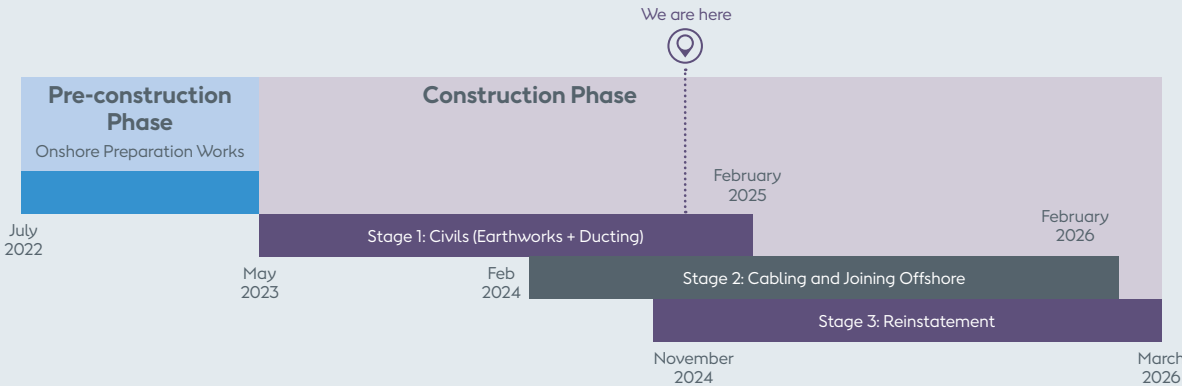 We are here
Pre-construction
Phase
Construction Phase
Onshore Preparation Works
February
2025
February
2026
July
2022
Stage 1: Civils (Earthworks + Ducting)
May
2023
Feb
2024
Stage 2: Cabling and Joining Offshore
Stage 3: Reinstatement
November
2024
March
2026